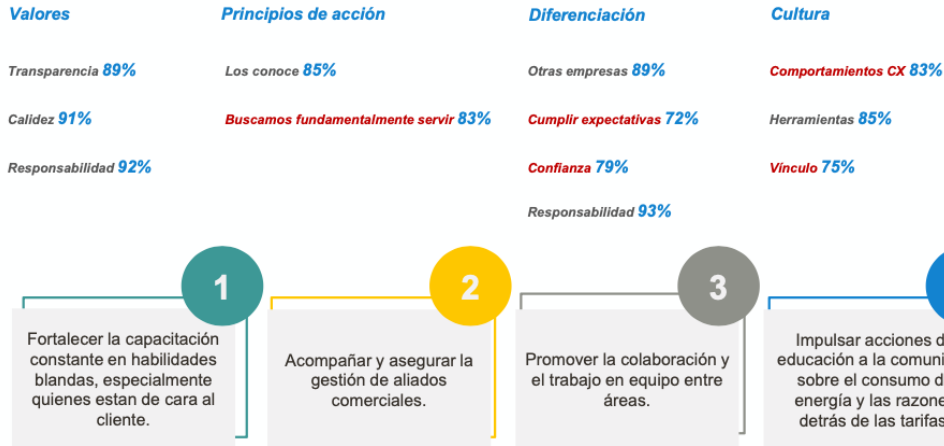 Valores
Principios de acción
Diferenciación
Cultura
Transparencia 89%
Los conoce 85%
Otras empresas 89%
Comportamientos CX 83%
Calidez 91%
Buscamos fundamentalmente servir 83%
Cumplir expectativas 72%
Herramientas 85%
Responsabilidad 92%
Confianza 79%
Vínculo 75%
Responsabilidad 93%
1
2
3
Fortalecer la capacitación
constante en habilidades
blandas, especialmente
quienes estan de cara al
cliente.
Acompañar y asegurar la
gestión de aliados
comerciales.
Promover la colaboración y
el trabajo en equipo entre
áreas.
Impulsar acciones
educación a la
sobre el consumo
energía y las
detrás de las tarifas